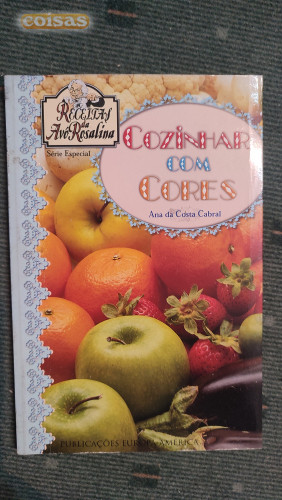 coisas
RECEITAS
da
Avó Rosalina
Série Especial
COZINHAR
COM
CORES
Ana da Costa Cabral
PUBLICAÇÕES EUROPA-AMÉRICA